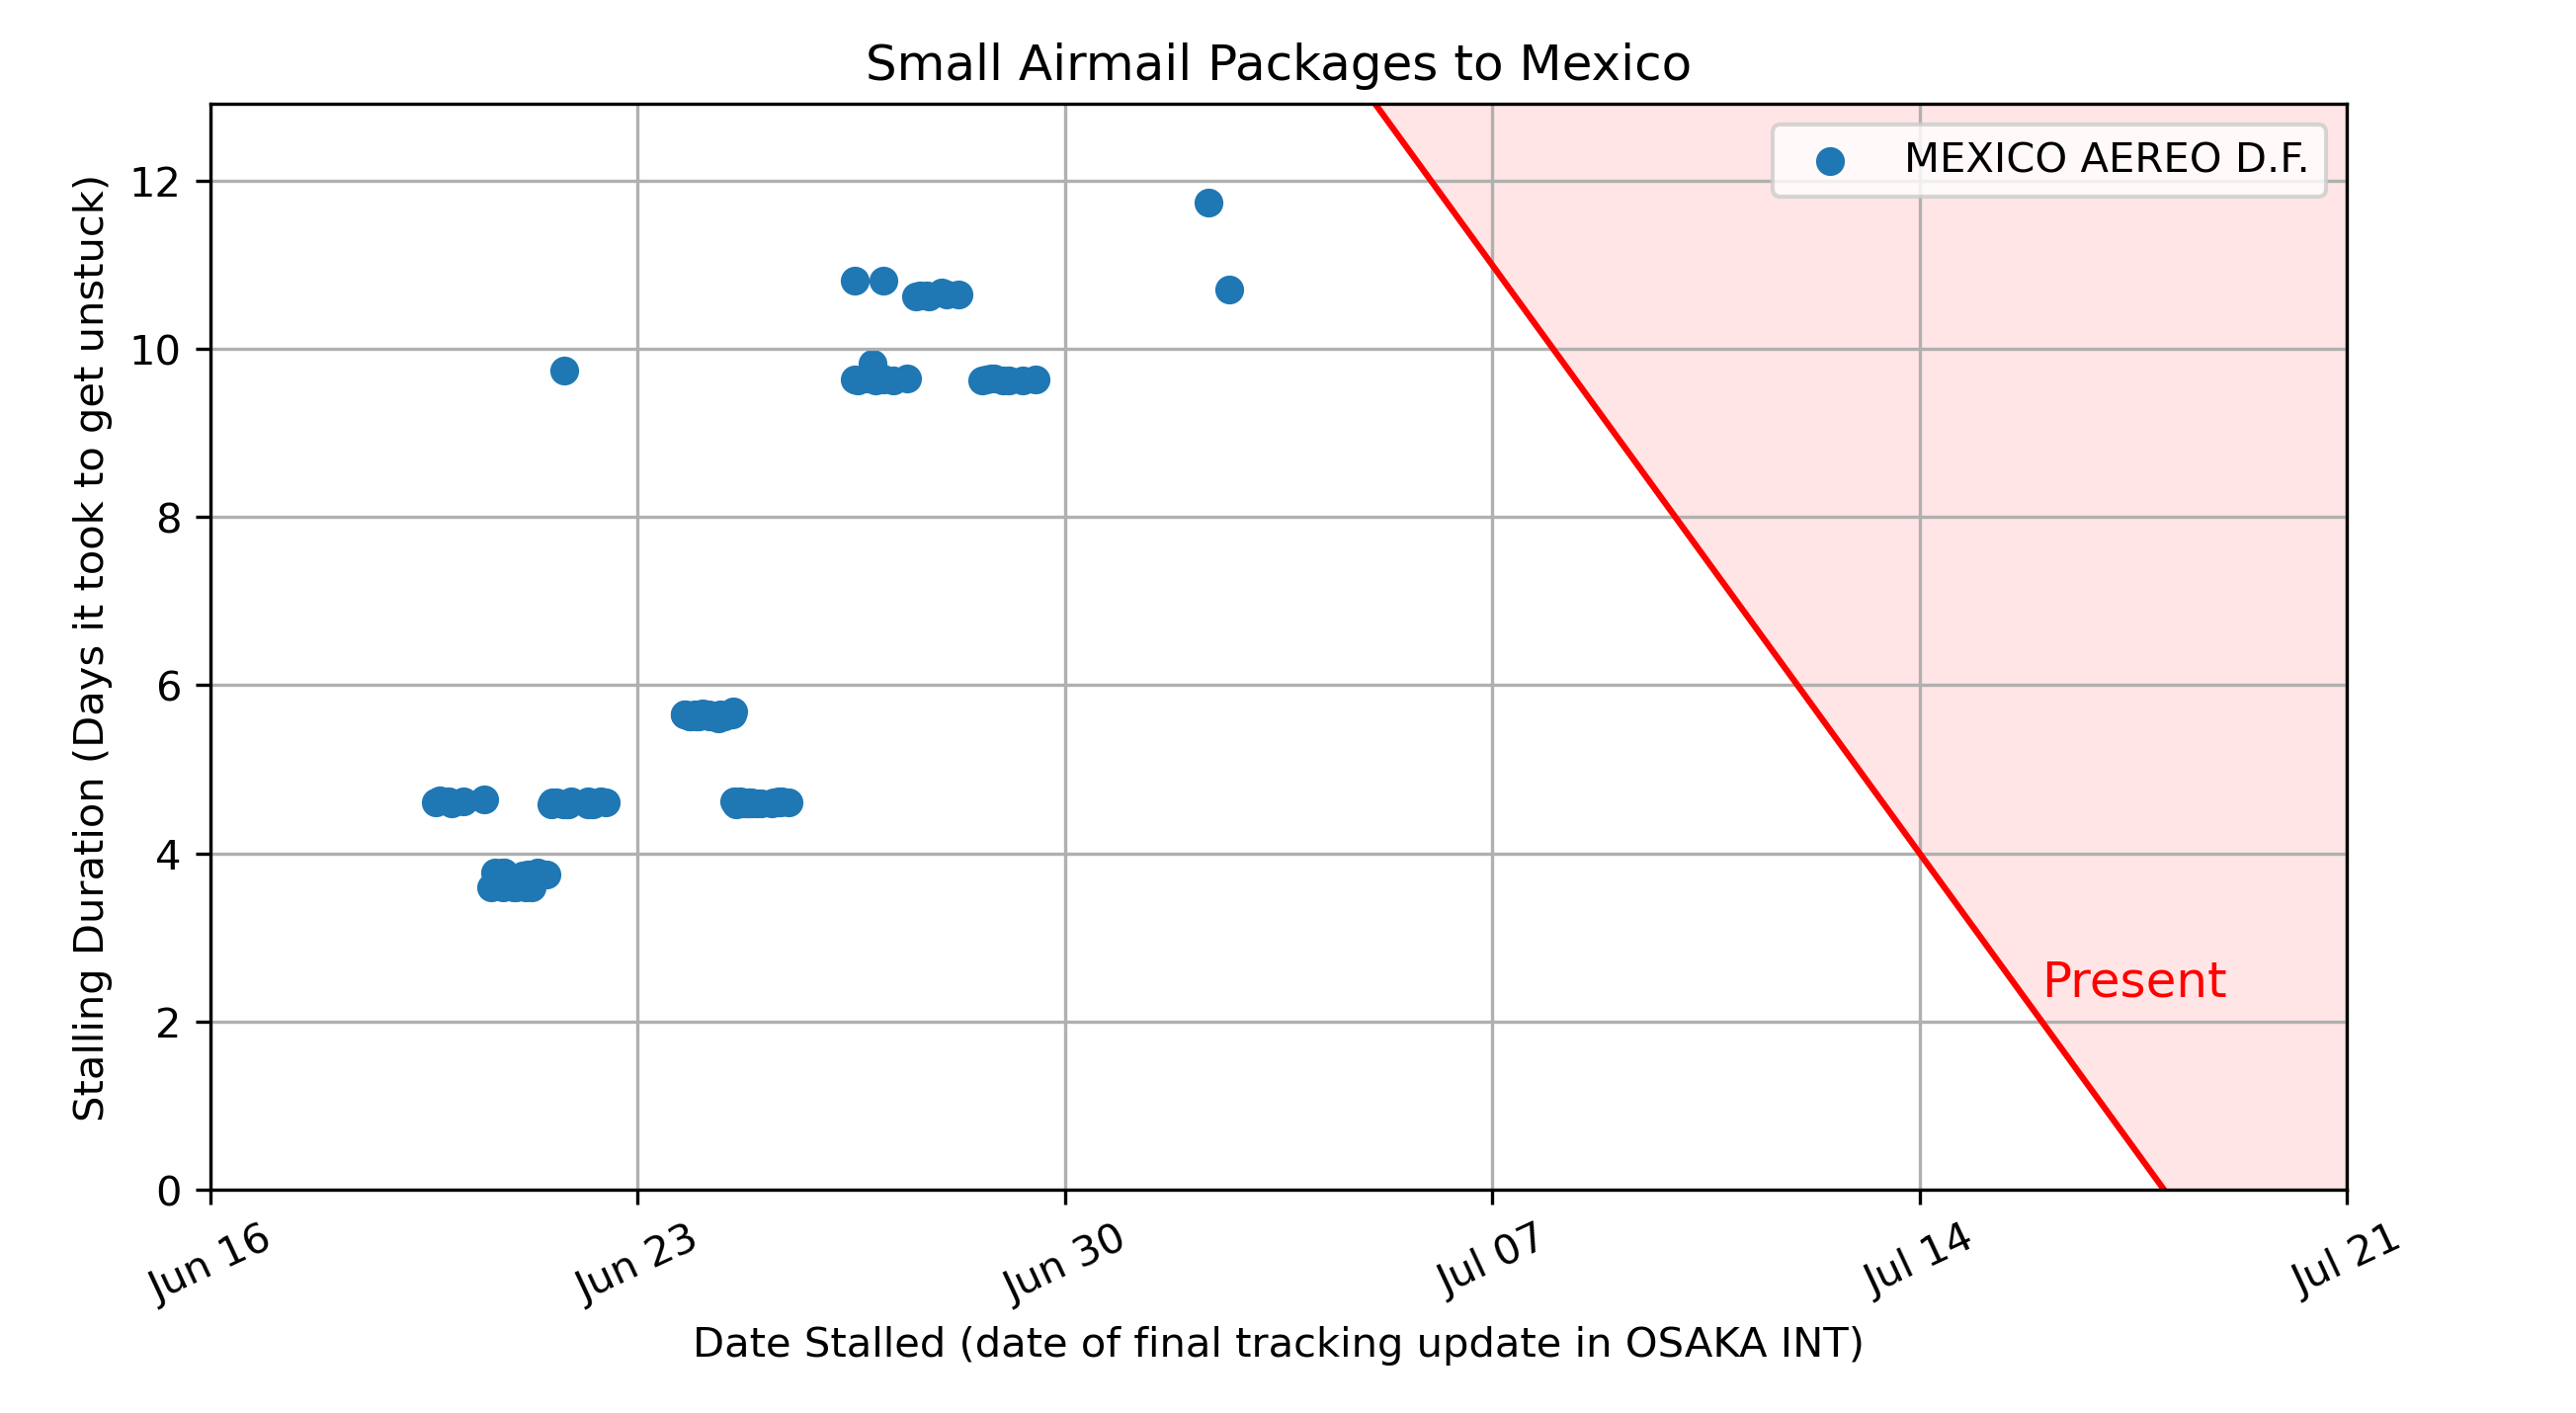 Small Airmail Packages to Mexico
MEXICO AEREO D.F.
Stalling Duration (Days it took to get unstuck)
12
10
8
6
4
2
0
Present
Jun 16
Jun 23
Jun 30
Jul 07
Jul 14
Jul 21
Date Stalled (date of final tracking update in OSAKA INT)